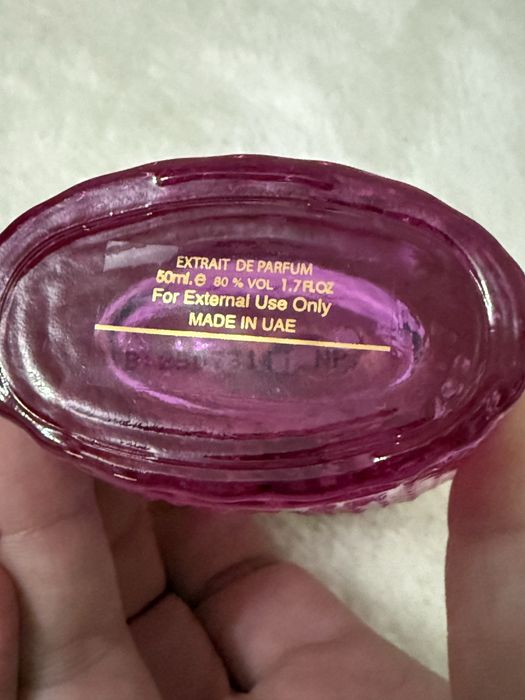 EXTRAIT DE PARFUM
50ml. ℮ 80 % VOL 1.7 FL.OZ
For External Use Only
MADE IN UAE